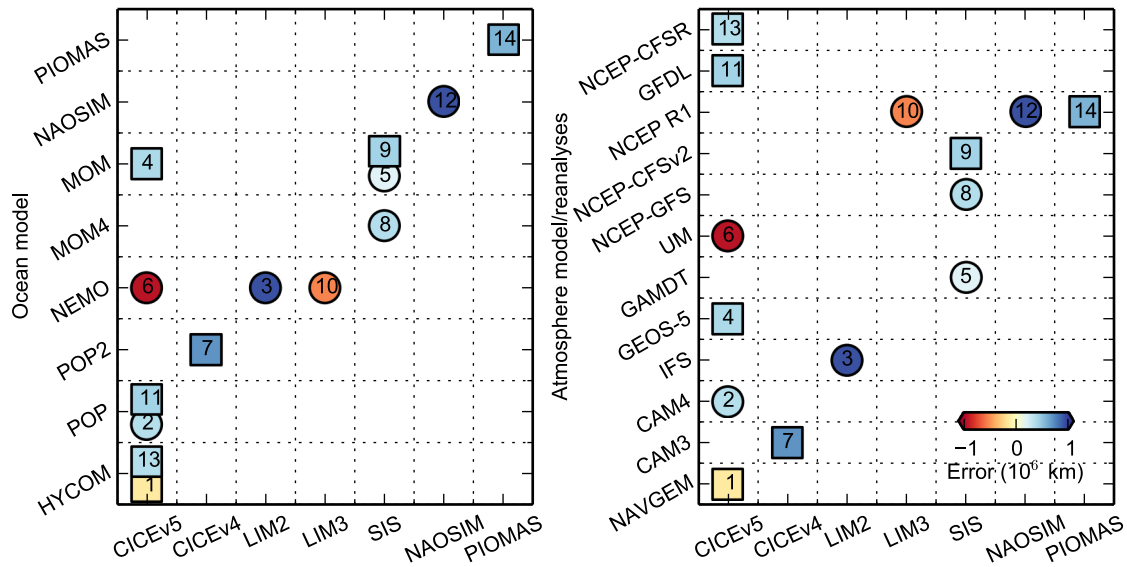 Ocean model
PIOMAS
NAOSIM
MOM
MOM4
NEMO
POP2
POP
HYCOM
14
12
9
4
5
8
6
3
10
7
11
2
13
1
CICEv5
CICEv4
LIM2
LIM3
SIS
NAOSIM
PIOMAS
Atmosphere model/reanalyses
NCEP-CFSR
GFDL
NCEP R1
NCEP-CFSv2
NCEP-GFS
UM
GAMDT
GEOS-5
IFS
CAM4
CAM3
NAVGEM
13
11
10
12
14
9
8
6
5
4
3
2
7
1
−1 0 1
Error (10⁶ km)
CICEv5
CICEv4
LIM2
LIM3
SIS
NAOSIM
PIOMAS